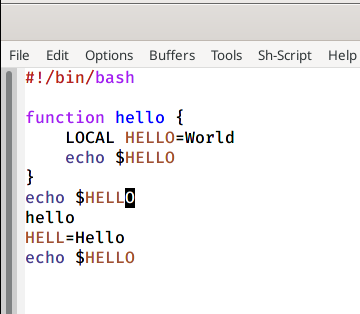 File Edit Options Buffers Tools Sh-Script Help
#!/bin/bash
function hello {
LOCAL HELLO=World
echo $HELLO
}
echo $HELLO
hello
HELL=Hello
echo $HELLO